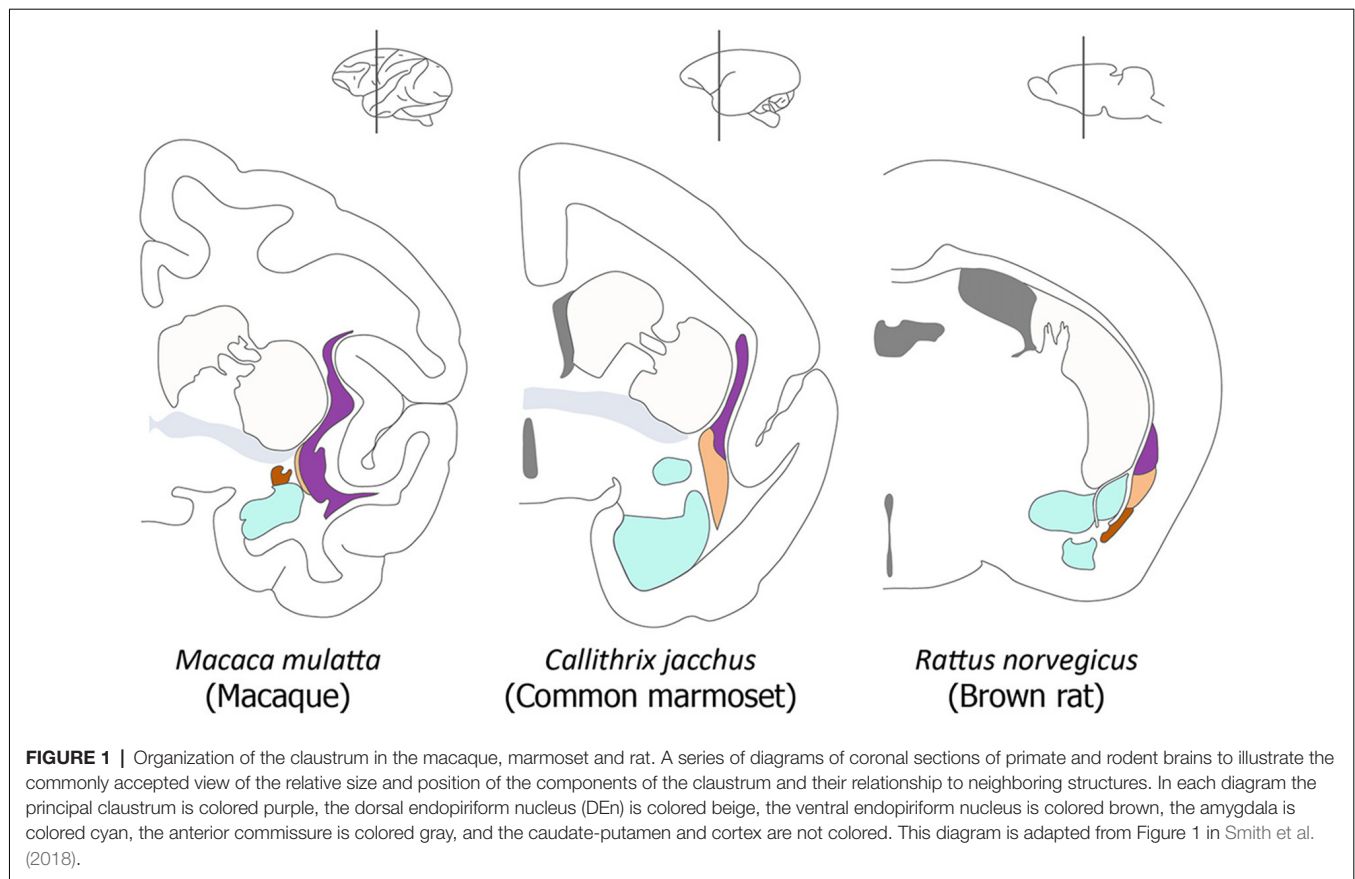 Macaca mulatta
(Macaque)
Callithrix jacchus
(Common marmoset)
Rattus norvegicus
(Brown rat)
FIGURE 1 | Organization of the claustrum in the macaque, marmoset and rat. A series of diagrams of coronal sections of primate and rodent brains to illustrate the
commonly accepted view of the relative size and position of the components of the claustrum and their relationship to neighboring structures. In each diagram the
principal claustrum is colored purple, the dorsal endopiriform nucleus (DEn) is colored beige, the ventral endopiriform nucleus is colored brown, the amygdala is
colored cyan, the anterior commissure is colored gray, and the caudate-putamen and cortex are not colored. This diagram is adapted from Figure 1 in Smith et al.
(2018).